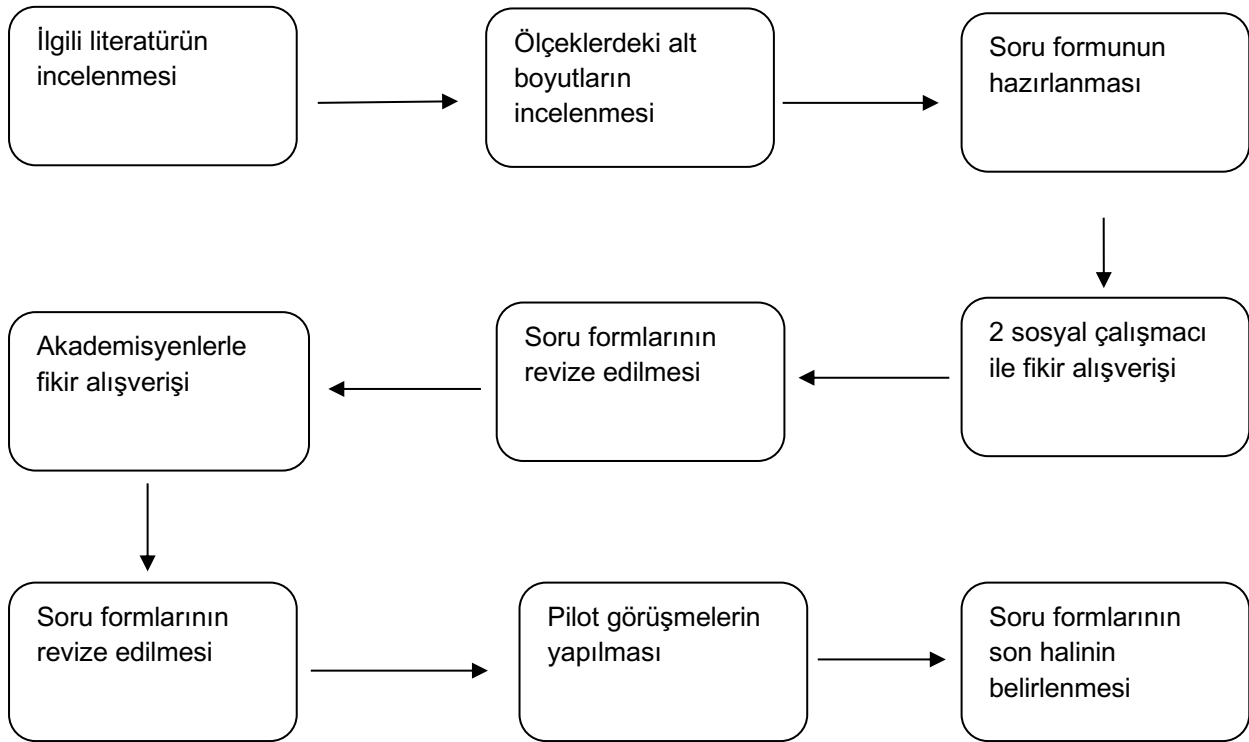 İlgili literatürün
incelenmesi
Ölçeklerdeki alt
boyutların
incelenmesi
Soru formunun
hazırlanması
2 sosyal çalışmacı
ile fikir alışverişi
Soru formlarının
revize edilmesi
Akademisyenlerle
fikir alışverişi
Soru formlarının
revize edilmesi
Pilot görüşmelerin
yapılması
Soru formlarının
son halinin
belirlenmesi